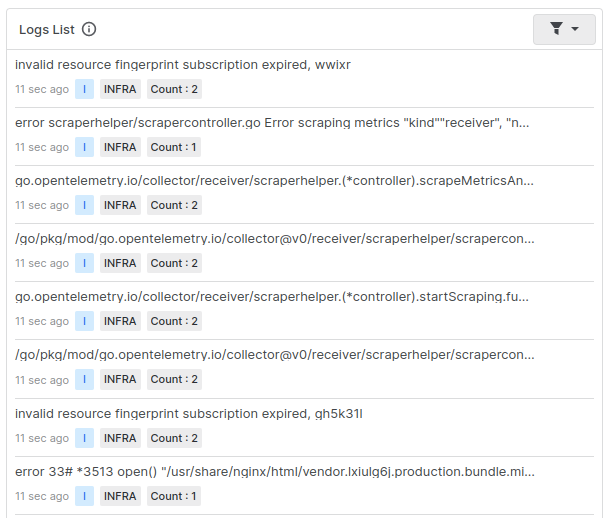 Logs List
invalid resource fingerprint subscription expired, wwixr
11 sec ago I INFRA Count : 2
error scraperhelper/scrapercontroller.go Error scraping metrics "kind""receiver", "n...
11 sec ago I INFRA Count : 1
go.opentelemetry.io/collector/receiver/scraperhelper.(*controller).scrapeMetricsAn...
11 sec ago I INFRA Count : 2
/go/pkg/mod/go.opentelemetry.io/collector@v0/receiver/scraperhelper/scrapercon...
11 sec ago I INFRA Count : 2
go.opentelemetry.io/collector/receiver/scraperhelper.(*controller).startScraping.fu...
11 sec ago I INFRA Count : 2
/go/pkg/mod/go.opentelemetry.io/collector@v0/receiver/scraperhelper/scrapercon...
11 sec ago I INFRA Count : 2
invalid resource fingerprint subscription expired, gh5k31l
11 sec ago I INFRA Count : 2
error 33# *3513 open() "/usr/share/nginx/html/vendor.lxiulg6j.production.bundle.mi...
11 sec ago I INFRA Count : 1